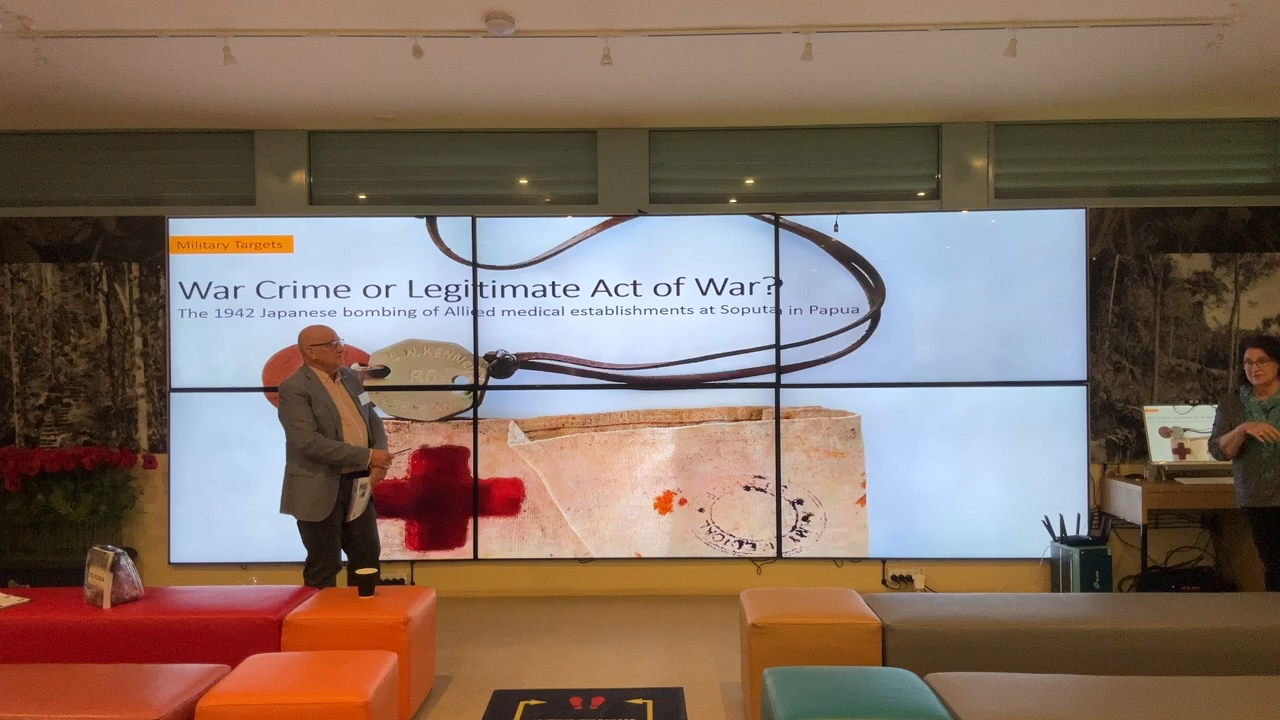 Military Targets
War Crime or Legitimate Act of War?
The 1942 Japanese bombing of Allied medical establishments at Soputa in Papua